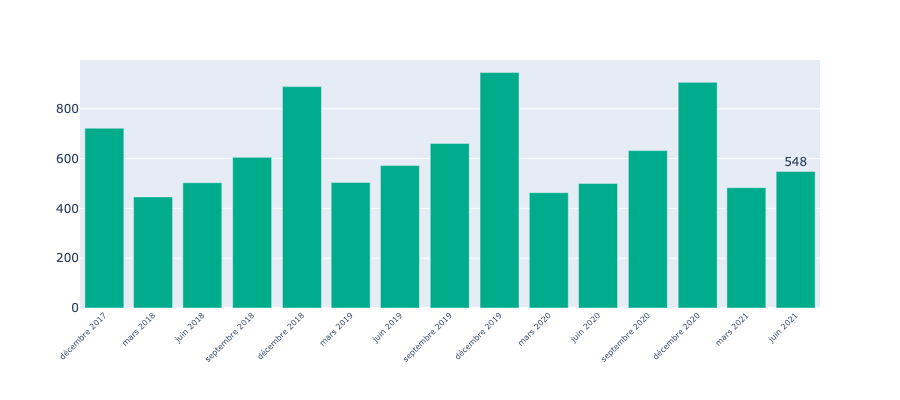 800
600
400
200
0
548
décembre 2017
mars 2018
juin 2018
septembre 2018
décembre 2018
mars 2019
juin 2019
septembre 2019
décembre 2019
mars 2020
juin 2020
septembre 2020
décembre 2020
mars 2021
juin 2021